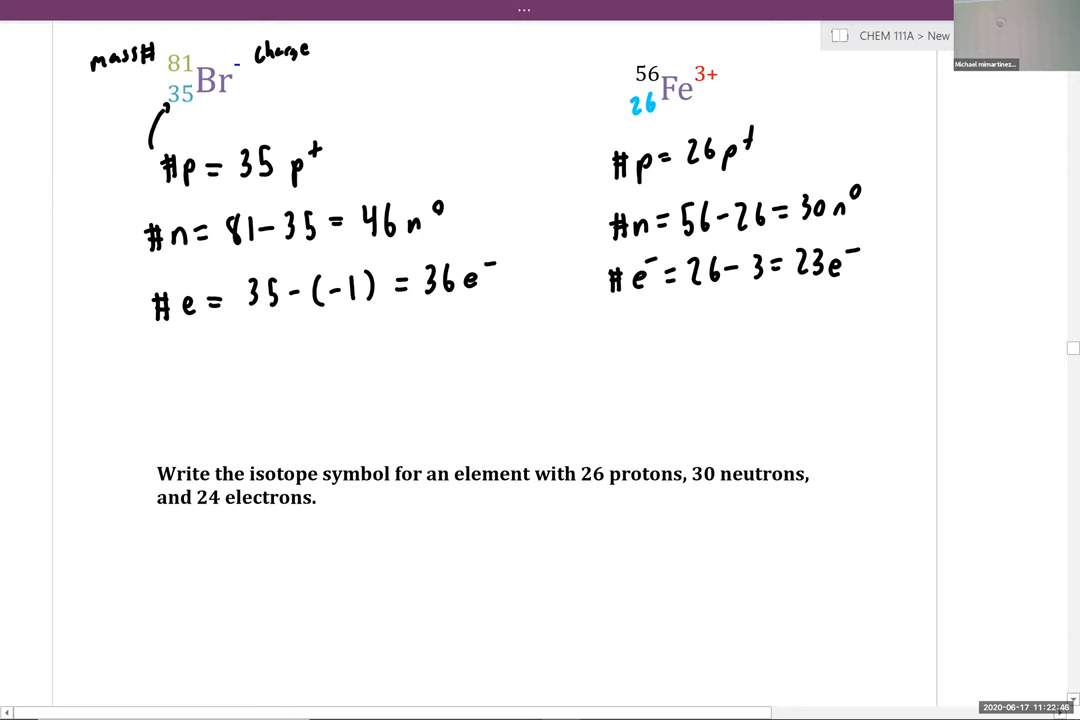 ...
CHEM 111A > New
Michael mimartinez...
mass# 81 35 Br - charge
56 26 Fe 3+
#p = 35 p+
#p = 26 p+
#n = 81 - 35 = 46 n⁰
#n = 56 - 26 = 30 n⁰
#e = 35 - (-1) = 36 e⁻
#e⁻ = 26 - 3 = 23 e⁻
Write the isotope symbol for an element with 26 protons, 30 neutrons,
and 24 electrons.
2020-06-17 11:22:46